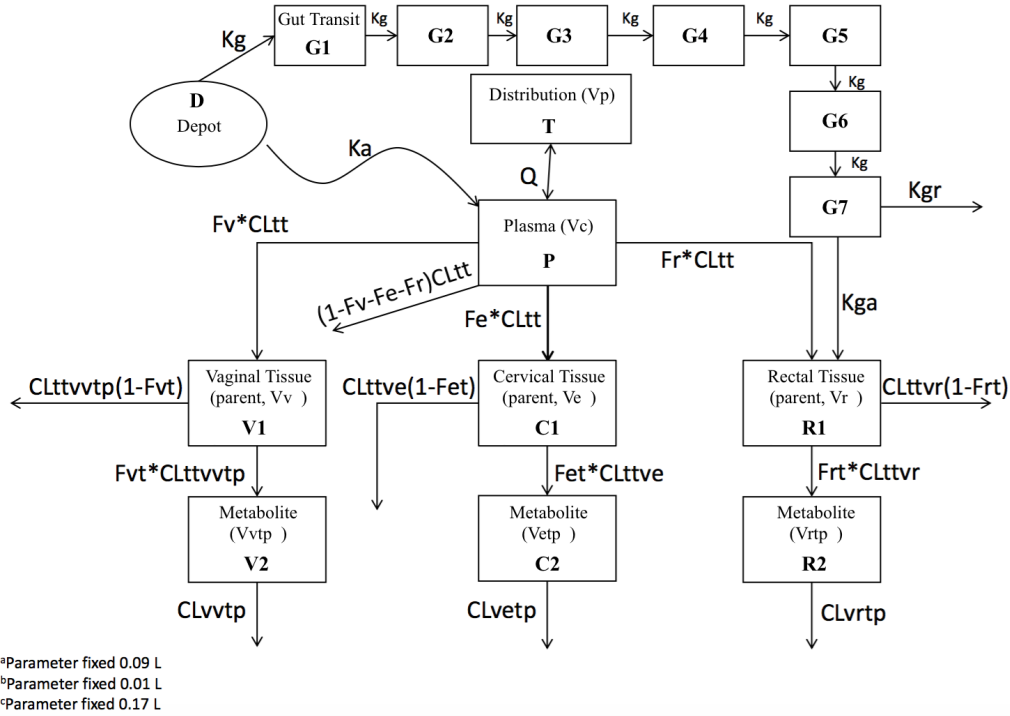 Gut Transit
G1
Kg
G2
Kg
G3
Kg
G4
Kg
G5
Kg
Kg
G6
Kg
G7
Kgr
D
Depot
Distribution (Vp)
T
Ka
Q
Plasma (Vc)
P
Fv*CLtt
(1-Fv-Fe-Fr)CLtt
Fe*CLtt
Fr*CLtt
Kga
CLttvvtp(1-Fvt)
Vaginal Tissue
(parent, Vv )
V1
CLttve(1-Fet)
Cervical Tissue
(parent, Ve )
C1
Rectal Tissue
(parent, Vr )
R1
CLttvr(1-Frt)
Fvt*CLttvvtp
Fet*CLttve
Frt*CLttvr
Metabolite
(Vvtp )
V2
Metabolite
(Vetp )
C2
Metabolite
(Vrtp )
R2
CLvvtp
CLvetp
CLvrtp
ᵃParameter fixed 0.09 L
ᵇParameter fixed 0.01 L
ᶜParameter fixed 0.17 L